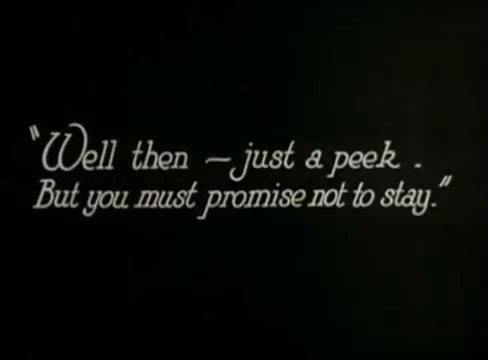 "Well then — just a peek.
But you must promise not to stay."